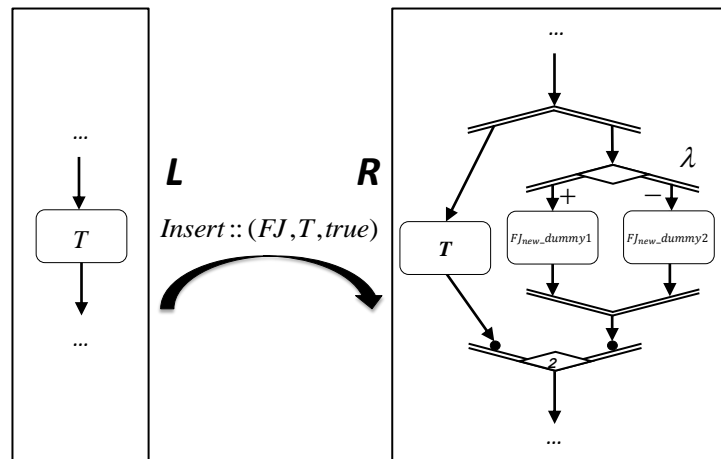 ...
T
...
L
R
Insert :: (FJ, T, true)
...
λ
+
−
T
FJnew_dummy1
FJnew_dummy2
2
...